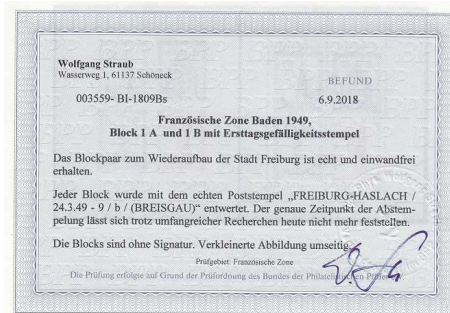 Wolfgang Straub
Wasserweg 1, 61137 Schöneck
BEFUND
003559- BI-1809Bs
6.9.2018
Französische Zone Baden 1949,
Block 1 A und 1 B mit Ersttagsgefälligkeitsstempel
Das Blockpaar zum Wiederaufbau der Stadt Freiburg ist echt und einwandfrei
erhalten.
Jeder Block wurde mit dem echten Poststempel „FREIBURG-HASLACH /
24.3.49 - 9 / b / (BREISGAU)“ entwertet. Der genaue Zeitpunkt der Abstem-
pelung lässt sich trotz umfangreicher Recherchen heute nicht mehr feststellen.
Die Blocks sind ohne Signatur. Verkleinerte Abbildung umseitig.
Prüfgebiet: Französische Zone
Die Prüfung erfolgte auf Grund der Prüfordnung des Bundes der Philatelistischen Prüfer